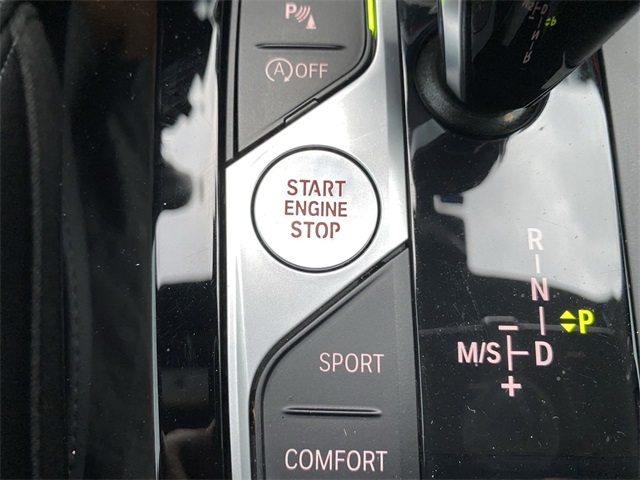 P
A OFF
START
ENGINE
STOP
SPORT
COMFORT
R
N
P
M/S D
+